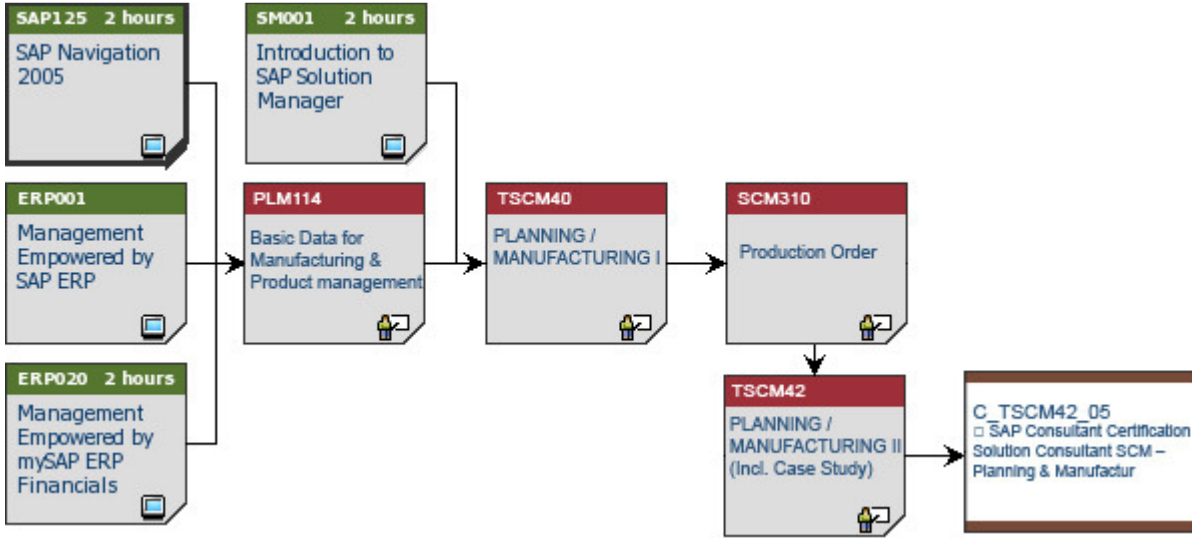 SAP125 2 hours
SAP Navigation
2005
SM001 2 hours
Introduction to
SAP Solution
Manager
ERP001
Management
Empowered by
SAP ERP
PLM114
Basic Data for
Manufacturing &
Product management
TSCM40
PLANNING /
MANUFACTURING I
SCM310
Production Order
ERP020 2 hours
Management
Empowered by
mySAP ERP
Financials
TSCM42
PLANNING /
MANUFACTURING II
(Incl. Case Study)
C_TSCM42_05
□ SAP Consultant Certification
Solution Consultant SCM –
Planning & Manufactur